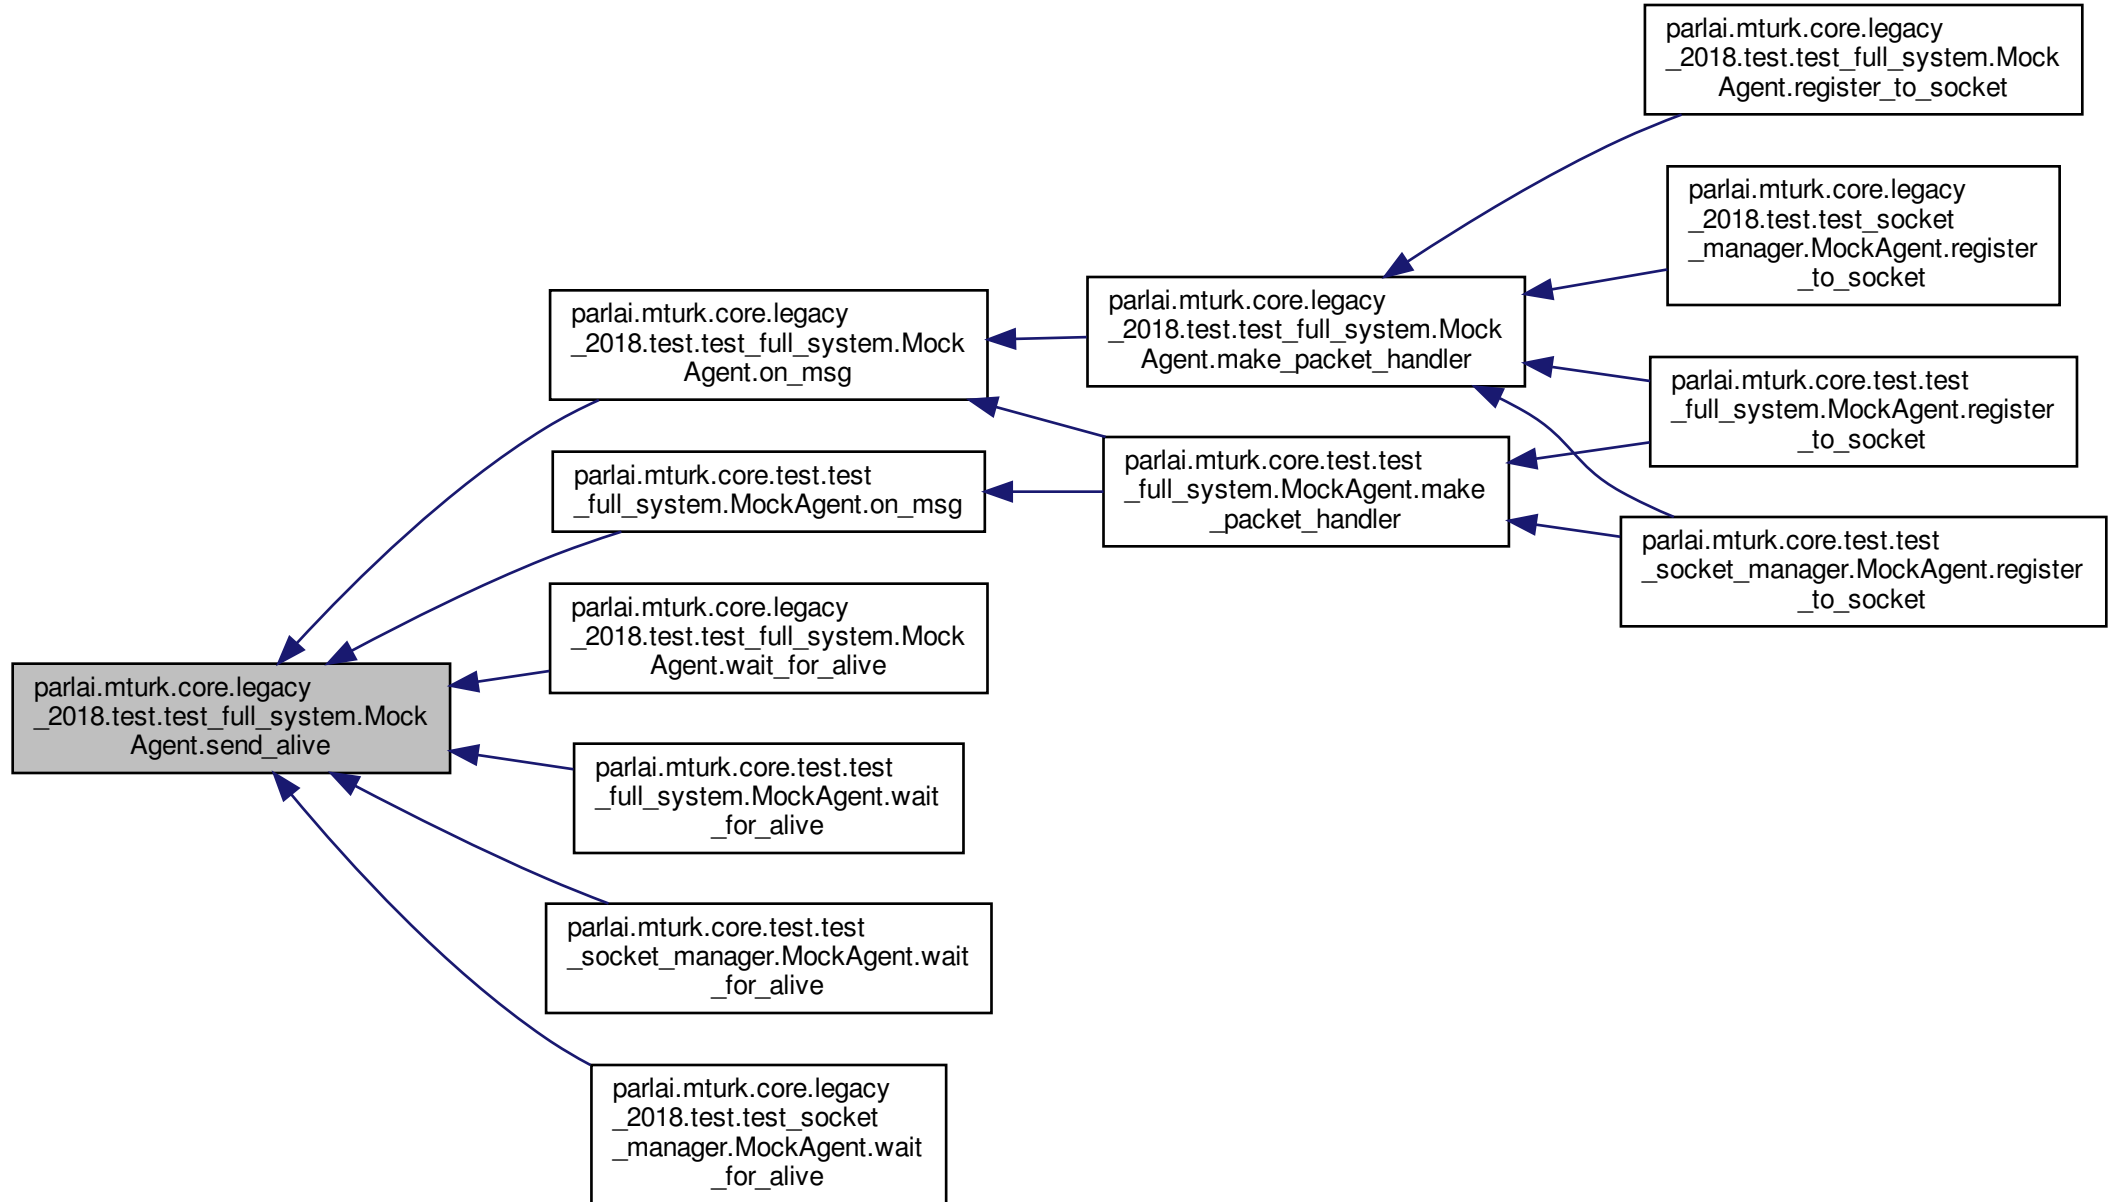 parlai.mturk.core.legacy
_2018.test.test_full_system.Mock
Agent.send_alive
parlai.mturk.core.legacy
_2018.test.test_full_system.Mock
Agent.on_msg
parlai.mturk.core.test.test
_full_system.MockAgent.on_msg
parlai.mturk.core.legacy
_2018.test.test_full_system.Mock
Agent.wait_for_alive
parlai.mturk.core.test.test
_full_system.MockAgent.wait
_for_alive
parlai.mturk.core.test.test
_socket_manager.MockAgent.wait
_for_alive
parlai.mturk.core.legacy
_2018.test.test_socket
_manager.MockAgent.wait
_for_alive
parlai.mturk.core.legacy
_2018.test.test_full_system.Mock
Agent.make_packet_handler
parlai.mturk.core.test.test
_full_system.MockAgent.make
_packet_handler
parlai.mturk.core.legacy
_2018.test.test_full_system.Mock
Agent.register_to_socket
parlai.mturk.core.legacy
_2018.test.test_socket
_manager.MockAgent.register
_to_socket
parlai.mturk.core.test.test
_full_system.MockAgent.register
_to_socket
parlai.mturk.core.test.test
_socket_manager.MockAgent.register
_to_socket